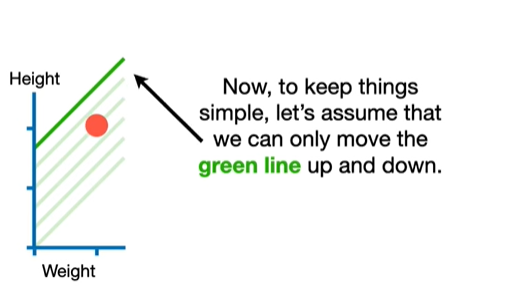 Height
Now, to keep things
simple, let's assume that
we can only move the
green line up and down.
Weight